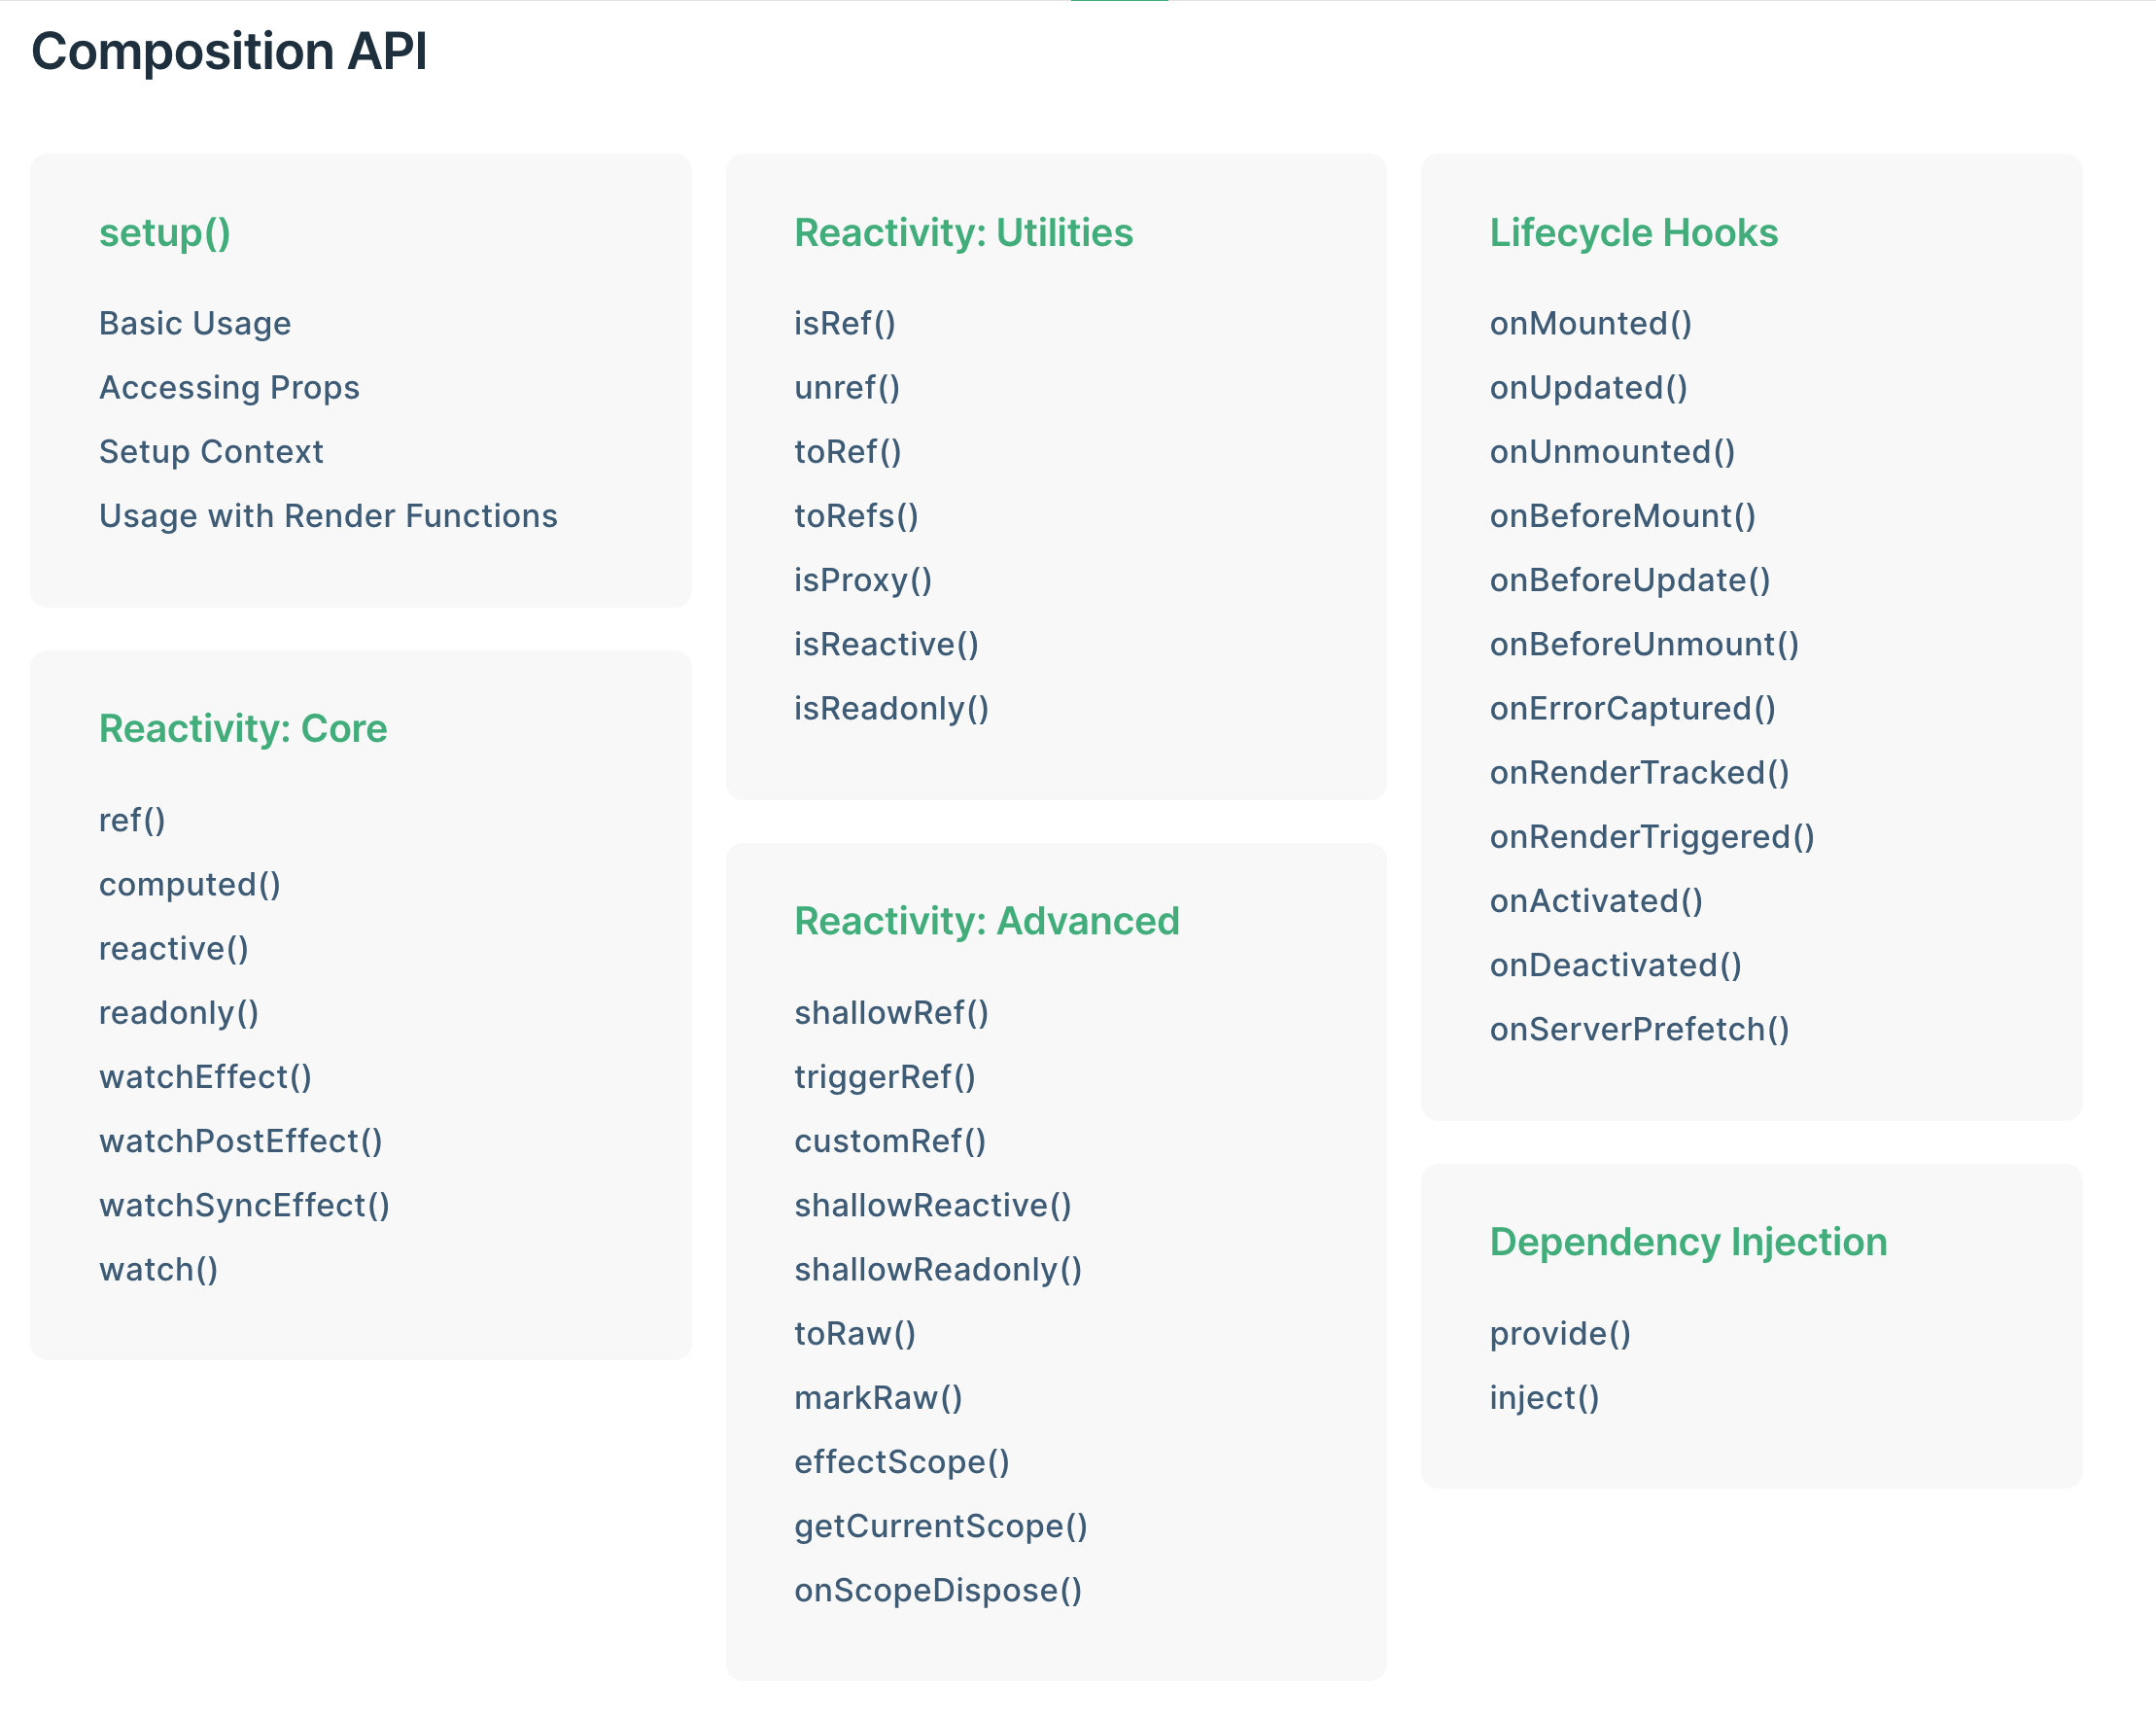 Composition API
setup()
Basic Usage
Accessing Props
Setup Context
Usage with Render Functions
Reactivity: Core
ref()
computed()
reactive()
readonly()
watchEffect()
watchPostEffect()
watchSyncEffect()
watch()
Reactivity: Utilities
isRef()
unref()
toRef()
toRefs()
isProxy()
isReactive()
isReadonly()
Reactivity: Advanced
shallowRef()
triggerRef()
customRef()
shallowReactive()
shallowReadonly()
toRaw()
markRaw()
effectScope()
getCurrentScope()
onScopeDispose()
Lifecycle Hooks
onMounted()
onUpdated()
onUnmounted()
onBeforeMount()
onBeforeUpdate()
onBeforeUnmount()
onErrorCaptured()
onRenderTracked()
onRenderTriggered()
onActivated()
onDeactivated()
onServerPrefetch()
Dependency Injection
provide()
inject()